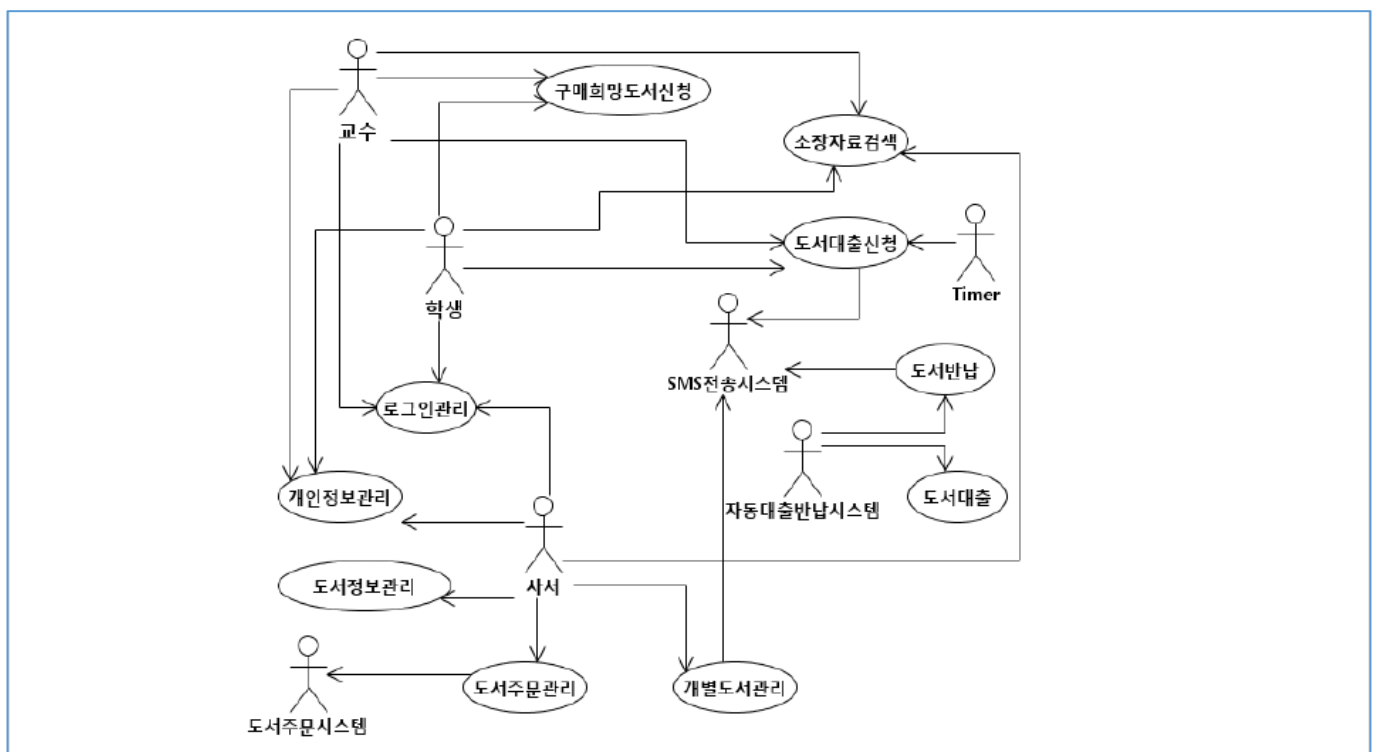 구매희망도서신청
교수
소장자료검색
도서대출신청
Timer
학생
SMS전송시스템
도서반납
로그인관리
개인정보관리
도서대출
자동대출반납시스템
도서정보관리
사서
도서주문관리
개별도서관리
도서주문시스템